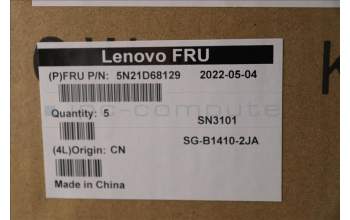 Lenovo FRU
(P)FRU P/N: 5N21D68129 2022-05-04
Quantity: 5 SN3101
SG-B1410-2JA
(4L)Origin: CN
Made in China